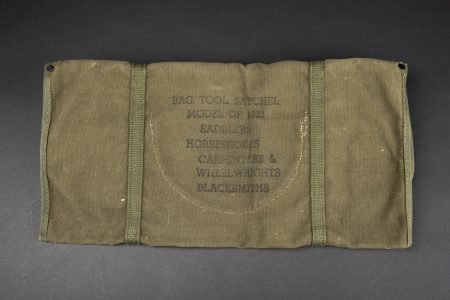 BAG TOOL SATCHEL
MODEL OF 1921
SADDLERS
HORSESHOERS
CARPENTERS &
WHEELWRIGHTS
BLACKSMITHS